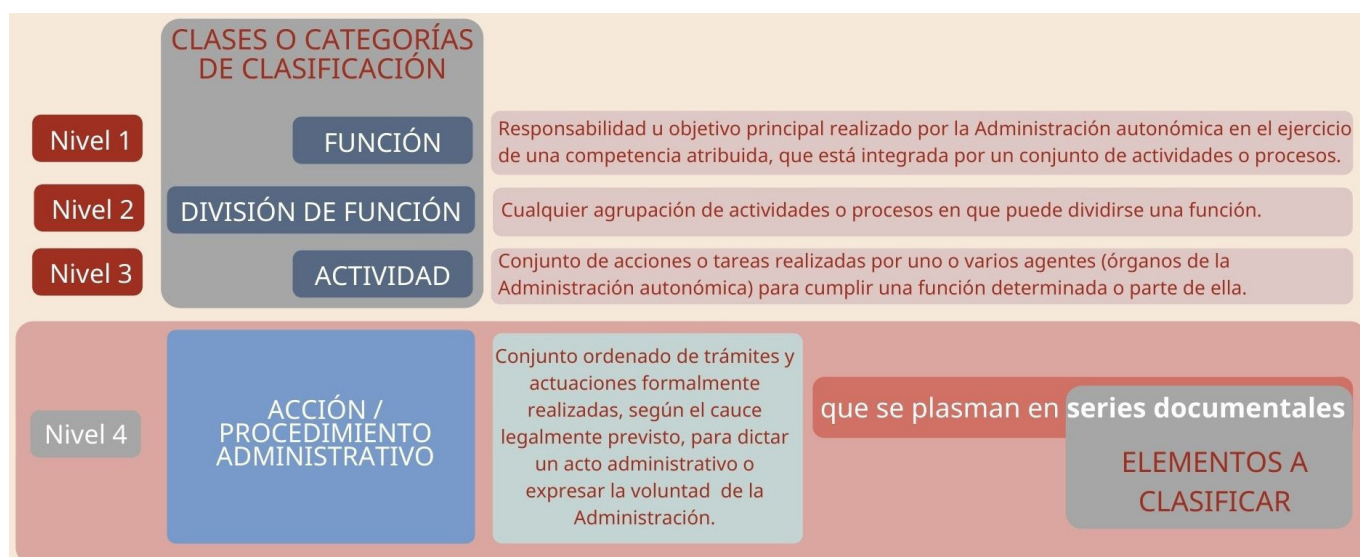 CLASES O CATEGORÍAS
DE CLASIFICACIÓN
Nivel 1
FUNCIÓN
Responsabilidad u objetivo principal realizado por la Administración autonómica en el ejercicio
de una competencia atribuida, que está integrada por un conjunto de actividades o procesos.
Nivel 2
DIVISIÓN DE FUNCIÓN
Cualquier agrupación de actividades o procesos en que puede dividirse una función.
Nivel 3
ACTIVIDAD
Conjunto de acciones o tareas realizadas por uno o varios agentes (órganos de la
Administración autonómica) para cumplir una función determinada o parte de ella.
Nivel 4
ACCIÓN /
PROCEDIMIENTO
ADMINISTRATIVO
Conjunto ordenado de trámites y
actuaciones formalmente
realizadas, según el cauce
legalmente previsto, para dictar
un acto administrativo o
expresar la voluntad de la
Administración.
que se plasman en series documentales
ELEMENTOS A
CLASIFICAR